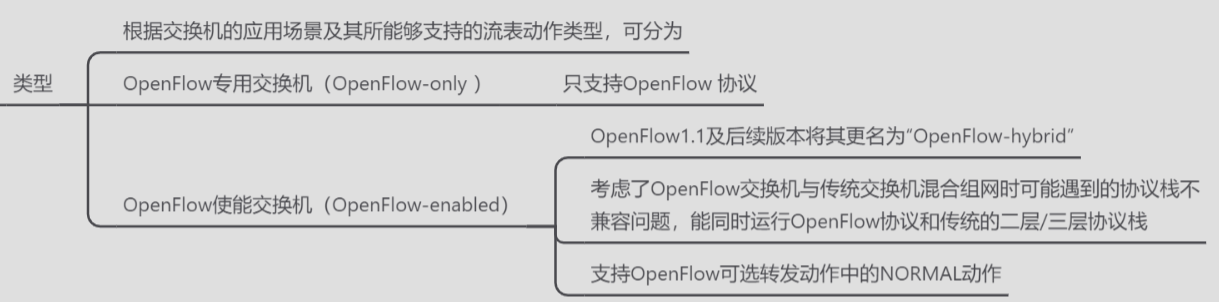 根据交换机的应用场景及其所能够支持的流表动作类型，可分为
类型
OpenFlow专用交换机（OpenFlow-only ）
只支持OpenFlow 协议
OpenFlow1.1及后续版本将其更名为“OpenFlow-hybrid”
考虑了OpenFlow交换机与传统交换机混合组网时可能遇到的协议栈不
兼容问题，能同时运行OpenFlow协议和传统的二层/三层协议栈
OpenFlow使能交换机（OpenFlow-enabled）
支持OpenFlow可选转发动作中的NORMAL动作